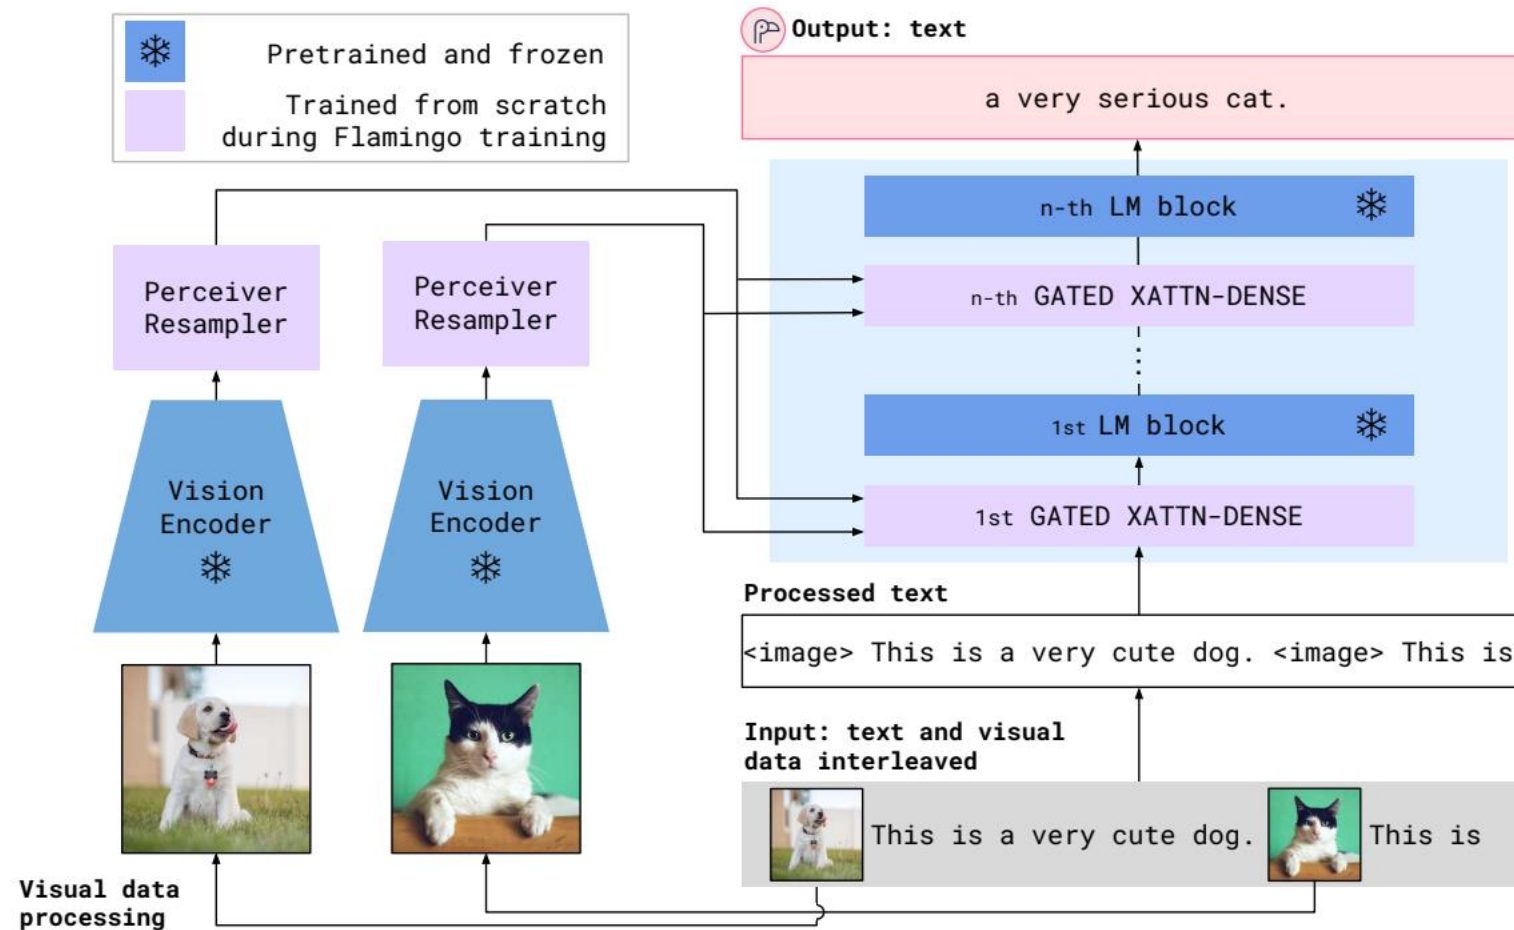 Pretrained and frozen
Trained from scratch
during Flamingo training
Output: text
a very serious cat.
n-th LM block
n-th GATED XATTN-DENSE
1st LM block
1st GATED XATTN-DENSE
Perceiver
Resampler
Perceiver
Resampler
Vision
Encoder
Vision
Encoder
Processed text
<image> This is a very cute dog. <image> This is
Input: text and visual
data interleaved
This is a very cute dog. This is
Visual data
processing